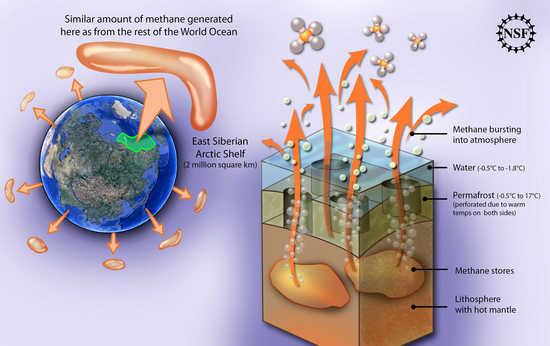 Similar amount of methane generated
here as from the rest of the World Ocean
NSF
East Siberian
Arctic Shelf
(2 million square km)
Methane bursting
into atmosphere
Water (-0.5°C to -1.8°C)
Permafrost (-0.5°C to 17°C)
(perforated due to warm
temps on both sides)
Methane stores
Lithosphere
with hot mantle